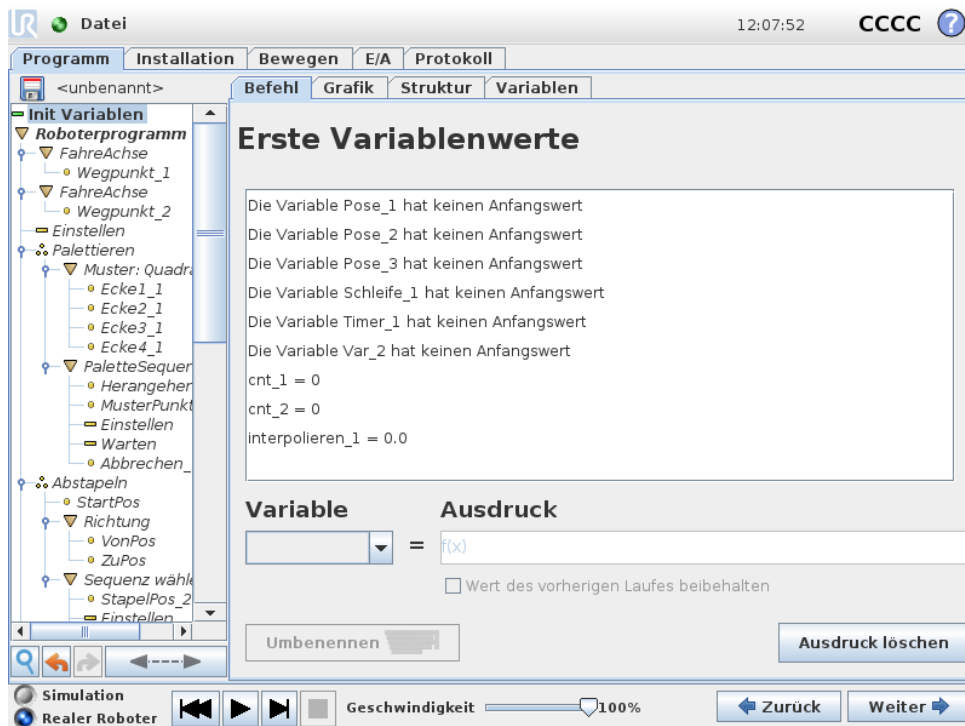 UR Datei 12:07:52 CCCC ?
Programm Installation Bewegen E/A Protokoll
<unbenannt>
Befehl Grafik Struktur Variablen
Init Variablen
Roboterprogramm
FahreAchse
Wegpunkt_1
FahreAchse
Wegpunkt_2
Einstellen
Palettieren
Muster: Quadra
Ecke1_1
Ecke2_1
Ecke3_1
Ecke4_1
PaletteSequen
Herangehen
MusterPunkt
Einstellen
Warten
Abbrechen_
Abstapeln
StartPos
Richtung
VonPos
ZuPos
Sequenz wähle
StapelPos_2
Einstellen
Erste Variablenwerte
Die Variable Pose_1 hat keinen Anfangswert
Die Variable Pose_2 hat keinen Anfangswert
Die Variable Pose_3 hat keinen Anfangswert
Die Variable Schleife_1 hat keinen Anfangswert
Die Variable Timer_1 hat keinen Anfangswert
Die Variable Var_2 hat keinen Anfangswert
cnt_1 = 0
cnt_2 = 0
interpolieren_1 = 0.0
Variable Ausdruck
= f(x)
Wert des vorherigen Laufes beibehalten
Umbenennen Ausdruck löschen
Simulation
Realer Roboter
Geschwindigkeit 100% Zurück Weiter